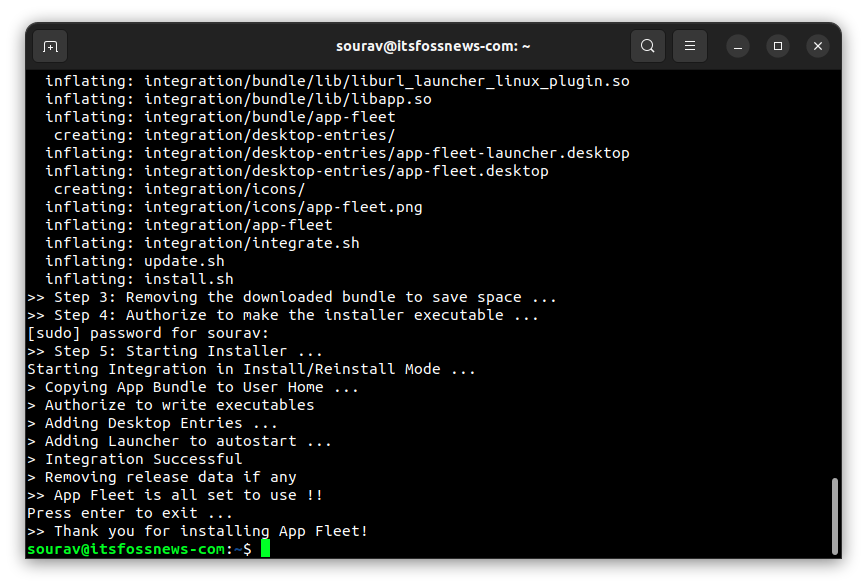 sourav@itsfossnews-com: ~
inflating: integration/bundle/lib/liburl_launcher_linux_plugin.so
inflating: integration/bundle/lib/libapp.so
inflating: integration/bundle/app-fleet
creating: integration/desktop-entries/
inflating: integration/desktop-entries/app-fleet-launcher.desktop
inflating: integration/desktop-entries/app-fleet.desktop
creating: integration/icons/
inflating: integration/icons/app-fleet.png
inflating: integration/app-fleet
inflating: integration/integrate.sh
inflating: update.sh
inflating: install.sh
>> Step 3: Removing the downloaded bundle to save space ...
>> Step 4: Authorize to make the installer executable ...
[sudo] password for sourav:
>> Step 5: Starting Installer ...
Starting Integration in Install/Reinstall Mode ...
> Copying App Bundle to User Home ...
> Authorize to write executables
> Adding Desktop Entries ...
> Adding Launcher to autostart ...
> Integration Successful
> Removing release data if any
>> App Fleet is all set to use !!
Press enter to exit ...
>> Thank you for installing App Fleet!
sourav@itsfossnews-com:~$